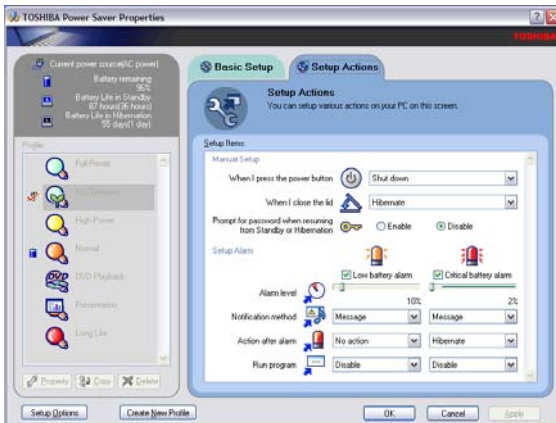 TOSHIBA Power Saver Properties
TOSHIBA
Current power source(AC power)
Battery remaining
96%
Battery Life in Standby
87 hours(36 hours)
Battery Life in Hibernation
55 days(1 day)
Profile:
Full Power
High Power
Normal
DVD Playback
Presentation
Long Life
Property
Copy
Delete
Setup Options
Create New Profile
Basic Setup
Setup Actions
Setup Actions
You can setup various actions on your PC on this screen.
Setup Items:
Manual Setup
When I press the power button
Shut down
When I close the lid
Hibernate
Prompt for password when resuming
from Standby or Hibernation
Enable
Disable
Setup Alarm
Low battery alarm
Critical battery alarm
Alarm level
10%
2%
Notification method
Message
Message
Action after alarm
No action
Hibernate
Run program
Disable
Disable
OK
Cancel
Apply